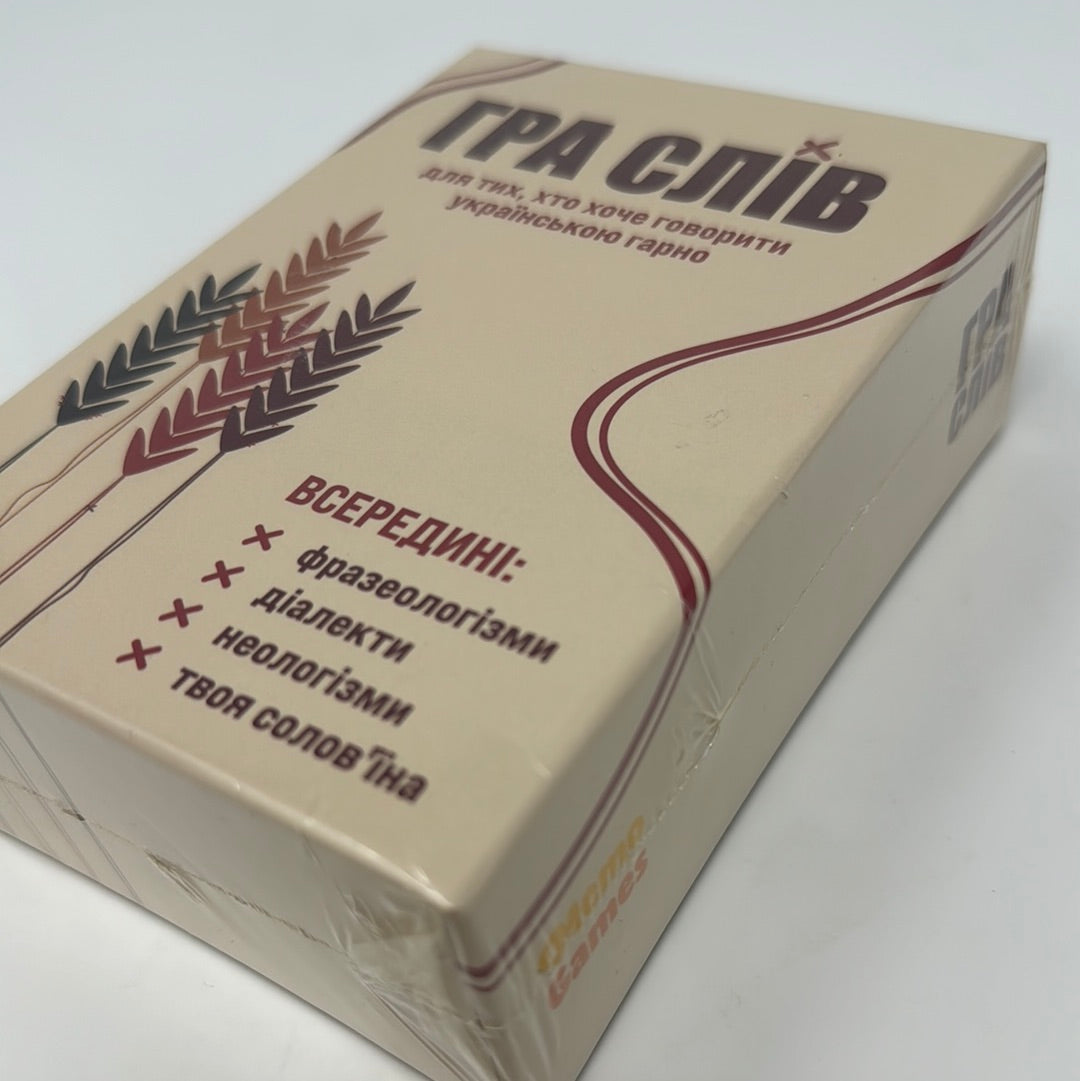 ГРА СЛІВ
для тих, хто хоче говорити
українською гарно
ВСЕРЕДИНІ:
фразеологізми
діалекти
неологізми
твоя солов'їна
ГРА
СЛІВ
Games